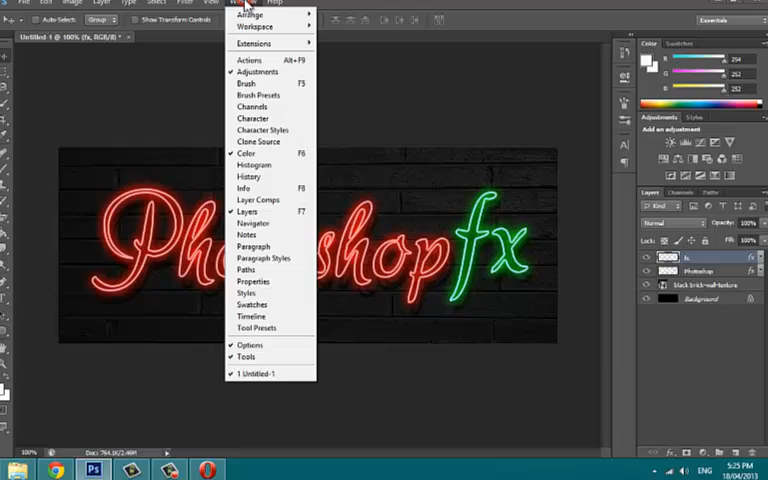 File Edit Image Layer Type Select Filter View Window Help
Auto-Select: Group Show Transform Controls Essentials
Untitled-1 @ 100% (fx, RGB/8) *
Arrange
Workspace
Extensions
Actions Alt+F9
Adjustments
Brush F5
Brush Presets
Channels
Character
Character Styles
Clone Source
Color F6
Histogram
History
Info F8
Layer Comps
Layers F7
Navigator
Notes
Paragraph
Paragraph Styles
Paths
Properties
Styles
Swatches
Timeline
Tool Presets
Options
Tools
1 Untitled-1
Photoshopfx
Color Swatches
R 254
G 252
B 252
Adjustments Styles
Add an adjustment
Layers Channels Paths
Kind
Normal Opacity: 100%
Lock: Fill: 100%
fx fx
Photoshop fx
black brick-wall-texture
Background
100% Doc: 764.1K/2.46M
Ps ENG 5:25 PM
18/04/2013